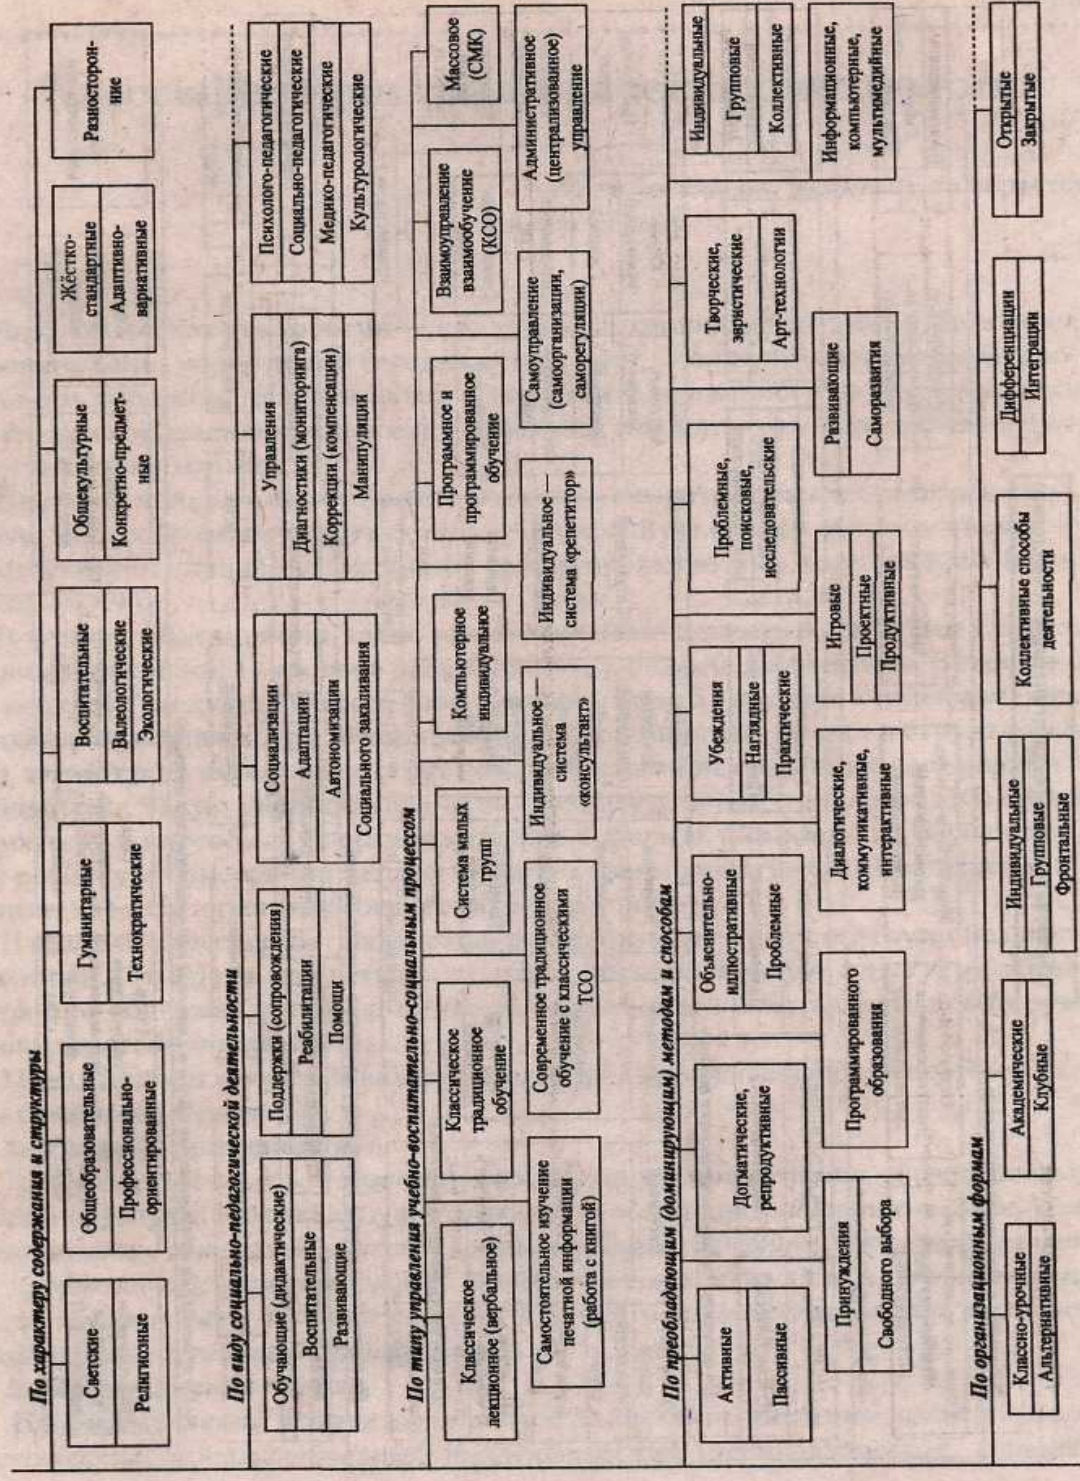 По характеру содержания и структуры
Светские
Религиозные
Общеобразовательные
Профессионально-
ориентированные
Гуманитарные
Технократические
Воспитательные
Валеологические
Экологические
Общекультурные
Конкретно-предмет-
ные
Жёстко-
стандартные
Адаптивно-
вариативные
Разносторон-
ние
По виду социально-педагогической деятельности
Обучающие (дидактические)
Воспитательные
Развивающие
Поддержки (сопровождения)
Реабилитации
Помощи
Социализации
Адаптации
Автономизации
Социального закаливания
Управления
Диагностики (мониторинга)
Коррекции (компенсации)
Манипуляции
Психолого-педагогические
Социально-педагогические
Медико-педагогические
Культурологические
По типу управления учебно-воспитательно-социальным процессом
Классическое
лекционное (вербальное)
Классическое
традиционное
обучение
Система малых
групп
Компьютерное
индивидуальное
Программное и
программированное
обучение
Взаимоуправление
взаимообучение
(КСО)
Массовое
(СМК)
Самостоятельное изучение
печатной информации
(работа с книгой)
Современное традиционное
обучение с классическими
ТСО
Индивидуальное —
система
«консультант»
Индивидуальное —
система «репетитор»
Самоуправление
(самоорганизации,
саморегуляции)
Административное
(централизованное)
управление
По преобладающим (доминирующим) методам и способам
Активные
Пассивные
Догматические,
репродуктивные
Объяснительно-
иллюстративные
Проблемные
Убеждения
Наглядные
Практические
Проблемные,
поисковые,
исследовательские
Творческие,
эвристические
Арт-технологии
Индивидуальные
Групповые
Коллективные
Принуждения
Свободного выбора
Программированного
образования
Диалогические,
коммуникативные,
интерактивные
Игровые
Проектные
Продуктивные
Развивающие
Саморазвития
Информационные,
компьютерные,
мультимедийные
По организационным формам
Классно-урочные
Альтернативные
Академические
Клубные
Индивидуальные
Групповые
Фронтальные
Коллективные способы
деятельности
Дифференциации
Интеграции
Открытые
Закрытые